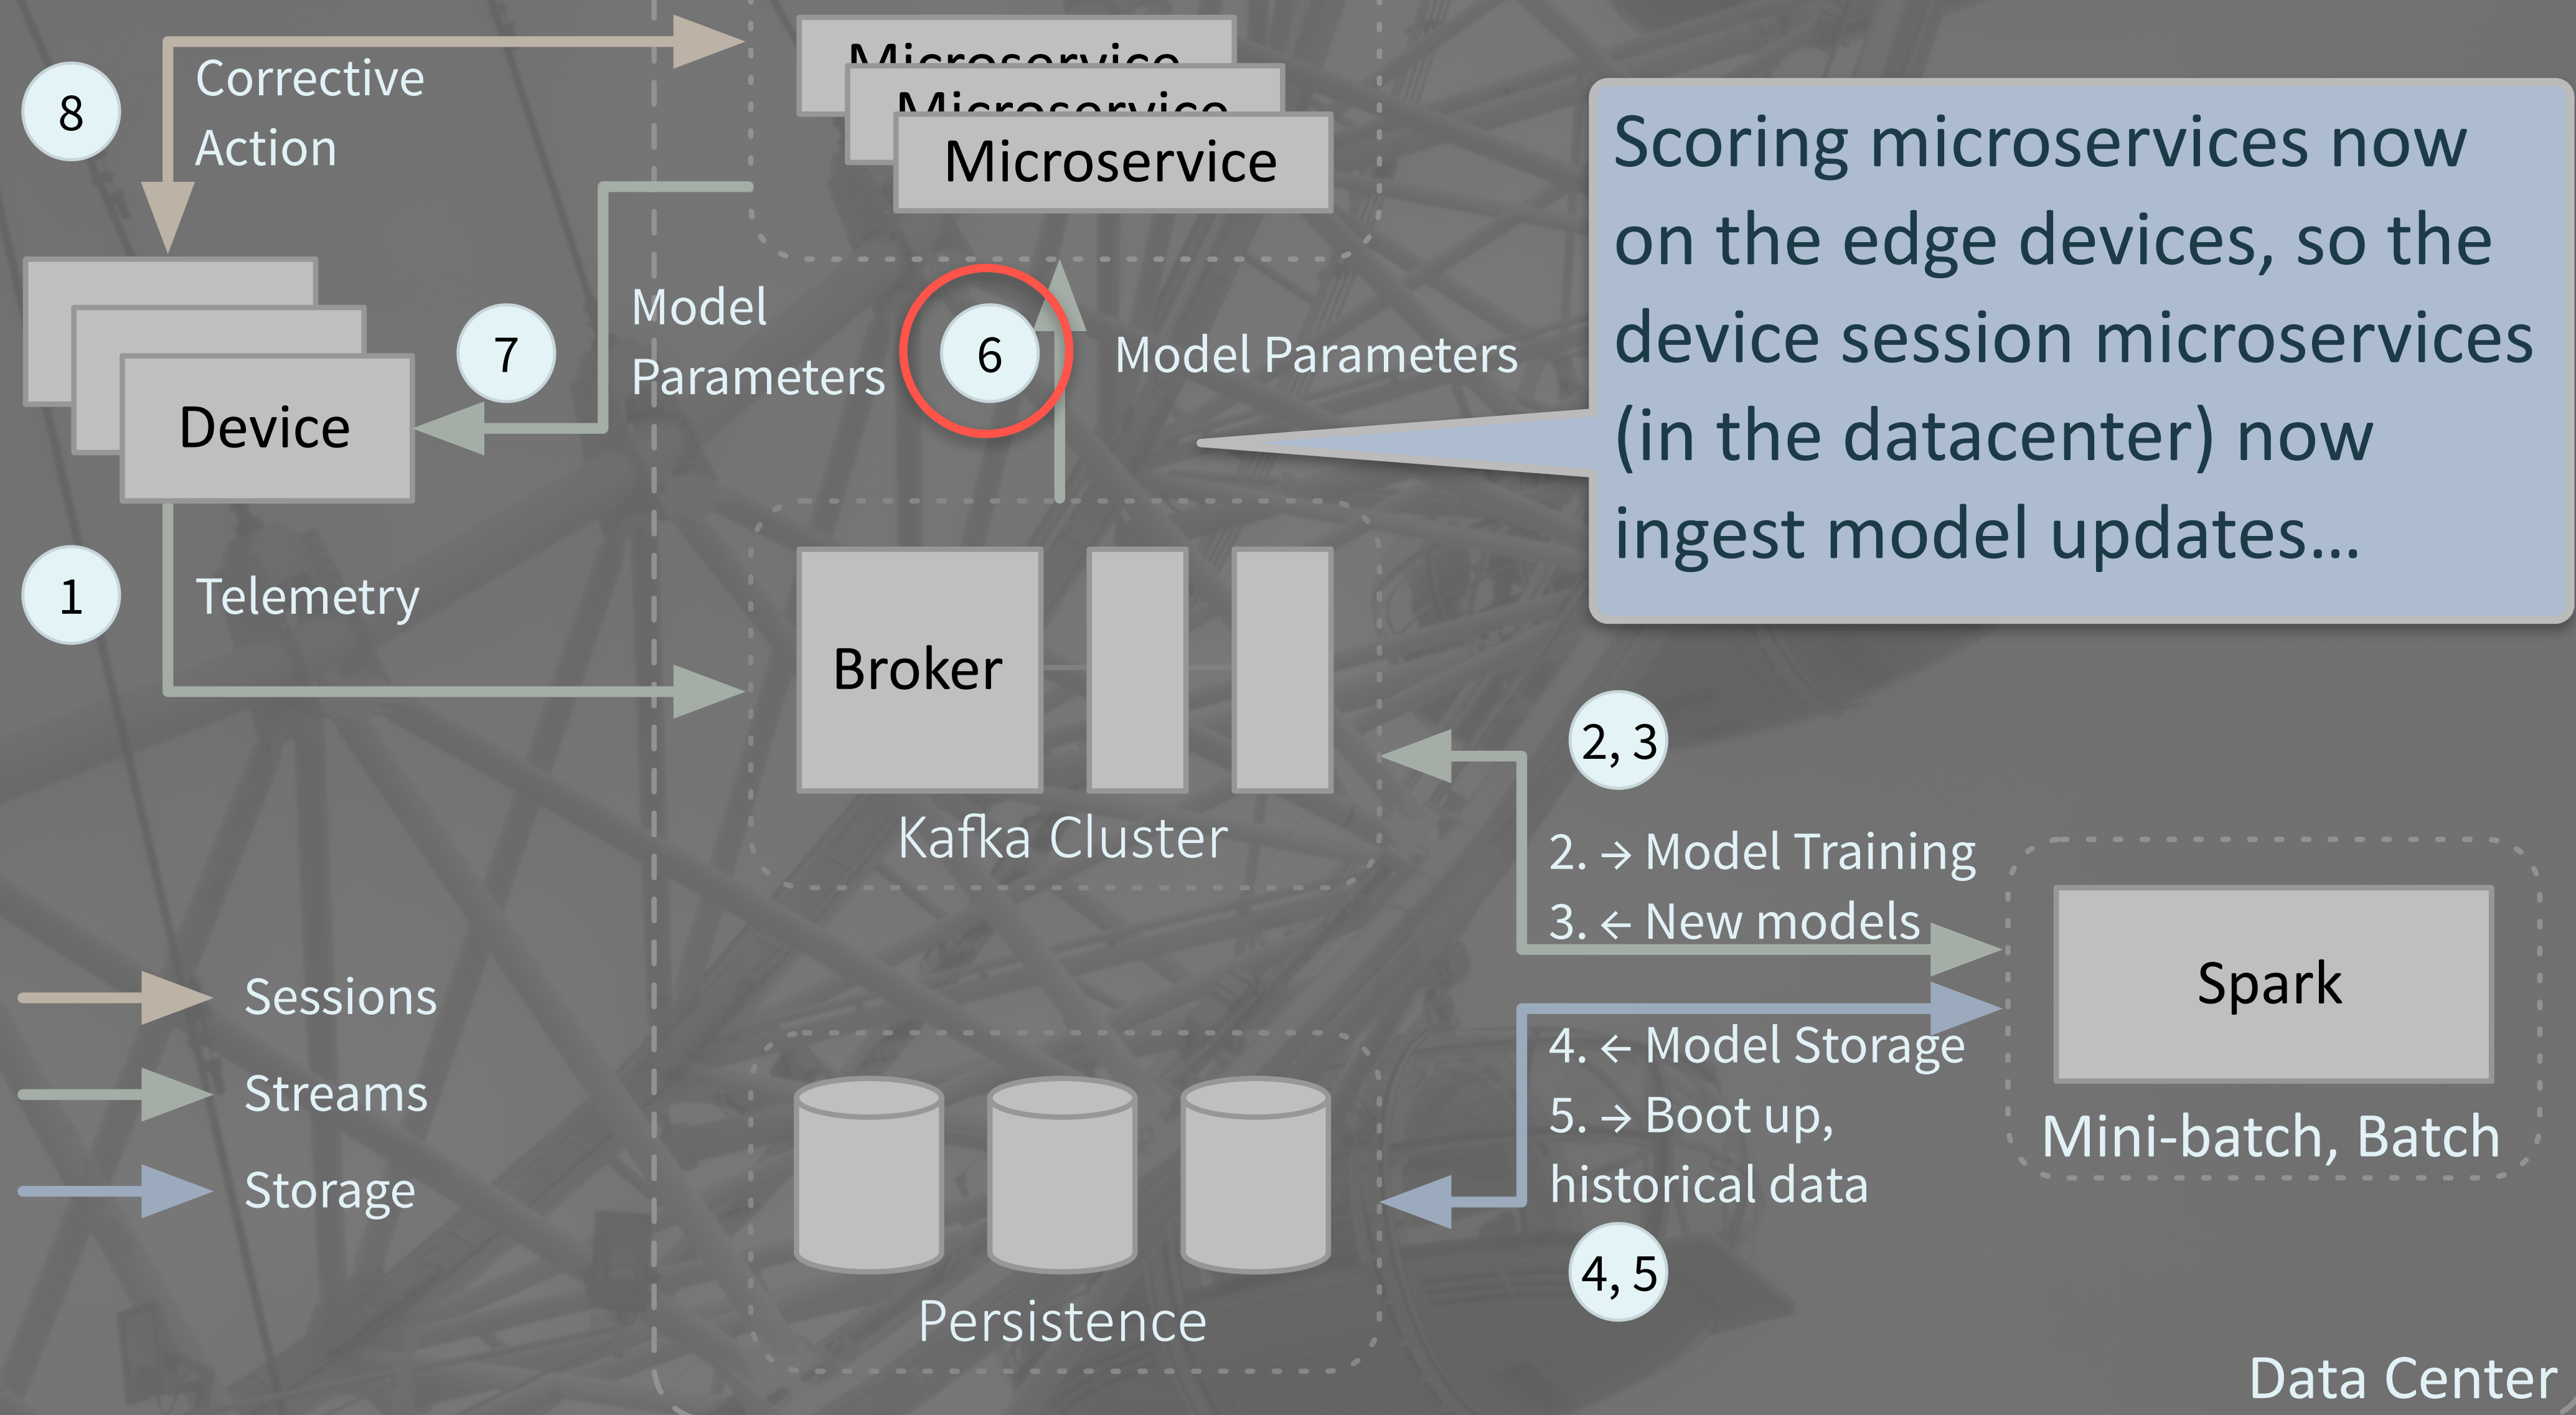 8
Corrective
Action
Microservice
Microservice
Microservice
Scoring microservices now
on the edge devices, so the
device session microservices
(in the datacenter) now
ingest model updates…
7
Model
Parameters
6
Model Parameters
Device
1
Telemetry
Broker
Kafka Cluster
2, 3
2. → Model Training
3. ← New models
Spark
Mini-batch, Batch
4. ← Model Storage
5. → Boot up,
historical data
4, 5
Sessions
Streams
Storage
Persistence
Data Center